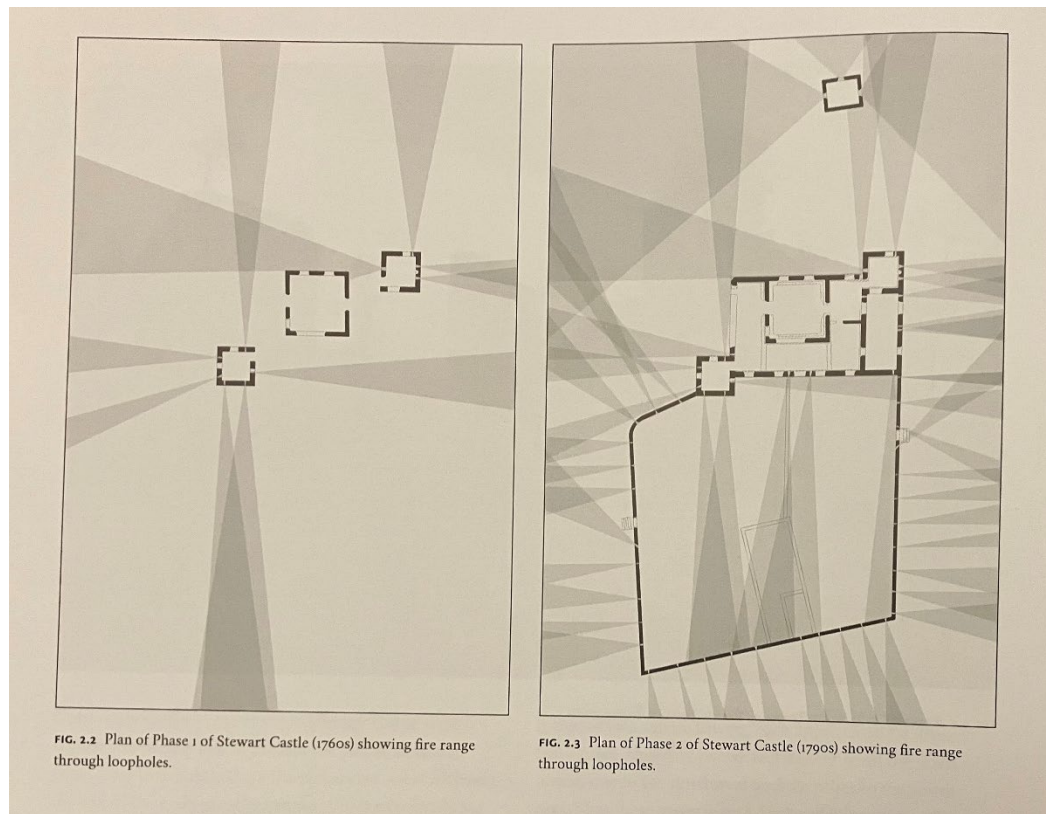 FIG. 2.2 Plan of Phase 1 of Stewart Castle (1760s) showing fire range
through loopholes.
FIG. 2.3 Plan of Phase 2 of Stewart Castle (1790s) showing fire range
through loopholes.